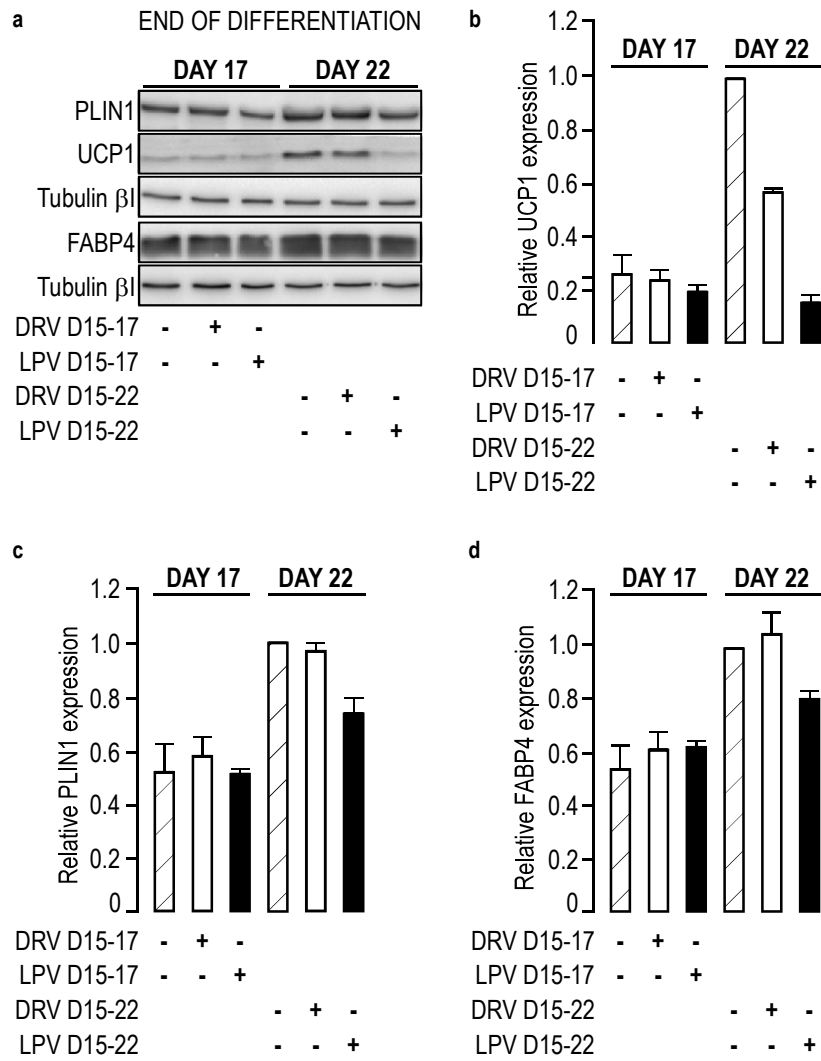 a
END OF DIFFERENTIATION
DAY 17 DAY 22
PLIN1
UCP1
Tubulin βI
FABP4
Tubulin βI
DRV D15-17 - + -
LPV D15-17 - - +
DRV D15-22 - + -
LPV D15-22 - - +
b
DAY 17 DAY 22
Relative UCP1 expression
1.2
1.0
0.8
0.6
0.4
0.2
0
DRV D15-17 - + -
LPV D15-17 - - +
DRV D15-22 - + -
LPV D15-22 - - +
c
DAY 17 DAY 22
Relative PLIN1 expression
1.2
1.0
0.8
0.6
0.4
0.2
0
DRV D15-17 - + -
LPV D15-17 - - +
DRV D15-22 - + -
LPV D15-22 - - +
d
DAY 17 DAY 22
Relative FABP4 expression
1.2
1.0
0.8
0.6
0.4
0.2
0
DRV D15-17 - + -
LPV D15-17 - - +
DRV D15-22 - + -
LPV D15-22 - - +